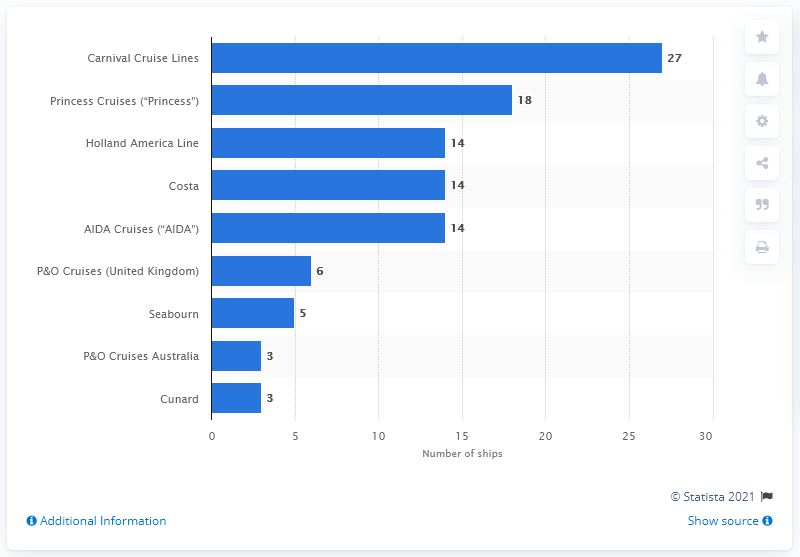 Carnival Cruise Lines 27
Princess Cruises (“Princess”) 18
Holland America Line 14
Costa 14
AIDA Cruises (“AIDA”) 14
P&O Cruises (United Kingdom) 6
Seabourn 5
P&O Cruises Australia 3
Cunard 3
0 5 10 15 20 25 30
Number of ships
© Statista 2021
Additional Information Show source